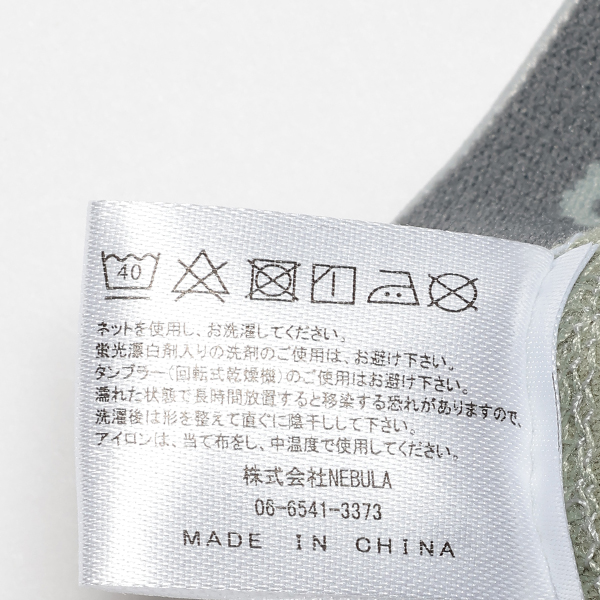 40
ネットを使用し、お洗濯してください。
蛍光漂白剤入りの洗剤のご使用は、お避け下さい。
タンブラー（回転式乾燥機）のご使用はお避け下さい。
濡れた状態で長時間放置すると移染する恐れがありますので、
洗濯後は形を整えて直ぐに陰干しして下さい。
アイロンは、当て布をし、中温度で使用してください。
株式会社NEBULA
06-6541-3373
MADE IN CHINA